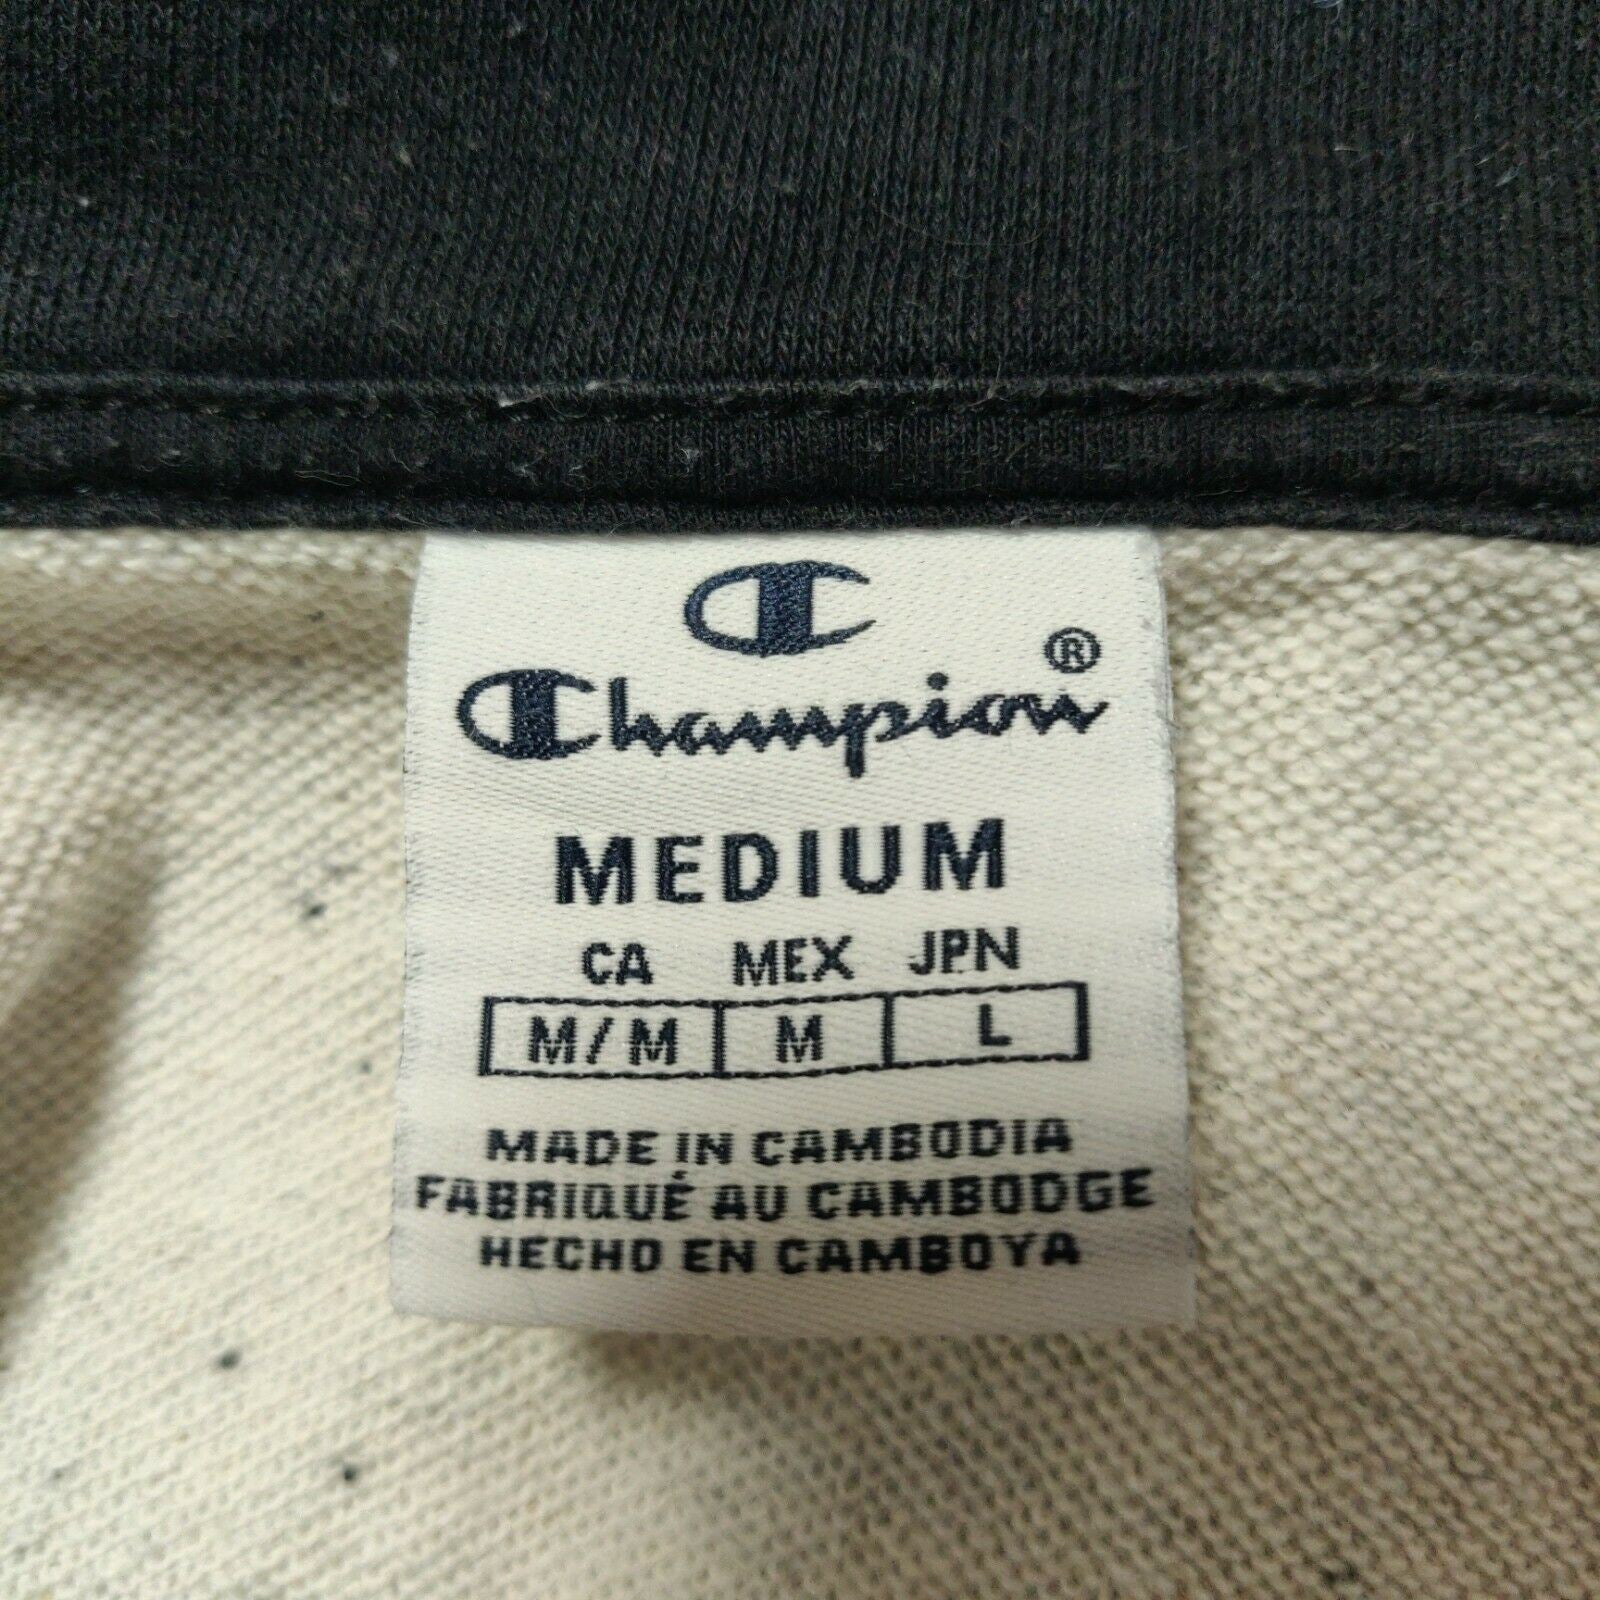 C
Champion®
MEDIUM
CA MEX JPN
M/M M L
MADE IN CAMBODIA
FABRIQUÉ AU CAMBODGE
HECHO EN CAMBOYA